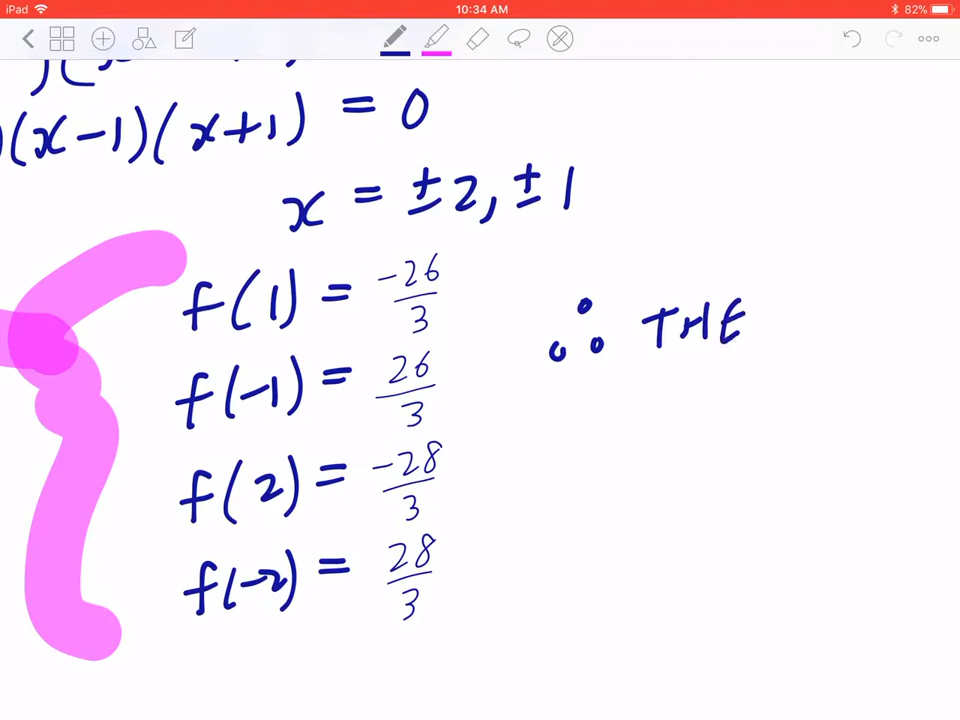 iPad 10:34 AM 82%
(x-1)(x+1) = 0
x = ±2, ±1
f(1) = -26/3
f(-1) = 26/3
∴ THE
f(2) = -28/3
f(-2) = 28/3